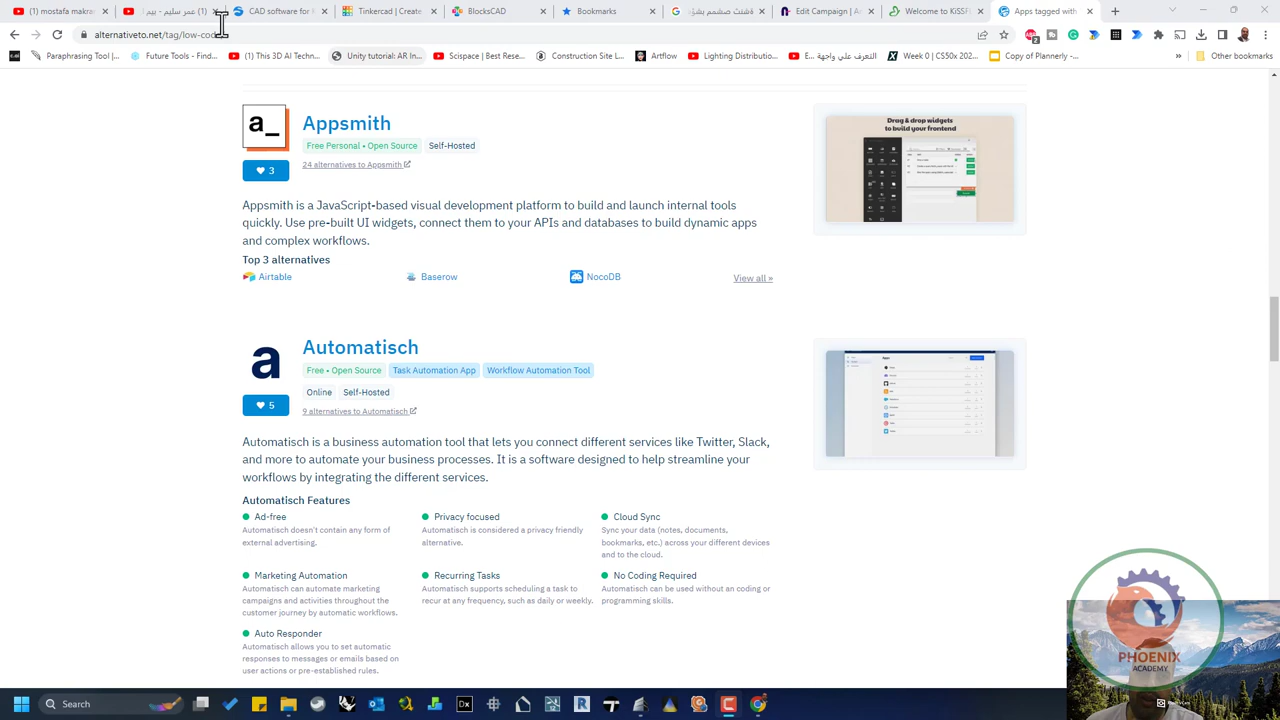 (1) mostafa makra
(1) عمر سليم - بيم
CAD software for
Tinkercad | Create
BlocksCAD
Bookmarks
Edit Campaign | A
Welcome to KiSSF
Apps tagged with
alternativeto.net/tag/low-cod
Paraphrasing Tool |...
Future Tools - Find...
(1) This 3D AI Techn...
Unity tutorial: AR In...
Scispace | Best Rese...
Construction Site L...
Artflow
Lighting Distributio...
التعرف علي واجهة E...
Week 0 | CS50x 202...
Copy of Plannerly -...
»
Other bookmarks
a_
Appsmith
Free Personal • Open Source Self-Hosted
3
24 alternatives to Appsmith
Drag & drop widgets
to build your frontend
Appsmith is a JavaScript-based visual development platform to build and launch internal tools
quickly. Use pre-built UI widgets, connect them to your APIs and databases to build dynamic apps
and complex workflows.
Top 3 alternatives
Airtable Baserow NocoDB View all »
a
Automatisch
Free • Open Source Task Automation App Workflow Automation Tool
Online Self-Hosted
5
9 alternatives to Automatisch
Automatisch is a business automation tool that lets you connect different services like Twitter, Slack,
and more to automate your business processes. It is a software designed to help streamline your
workflows by integrating the different services.
Automatisch Features
Ad-free
Automatisch doesn't contain any form of
external advertising.
Privacy focused
Automatisch is considered a privacy friendly
alternative.
Cloud Sync
Sync your data (notes, documents,
bookmarks, etc.) across your different devices
and to the cloud.
Marketing Automation
Automatisch can automate marketing
campaigns and activities throughout the
customer journey by automatic workflows.
Recurring Tasks
Automatisch supports scheduling a task to
recur at any frequency, such as daily or weekly.
No Coding Required
Automatisch can be used without an coding or
programming skills.
Auto Responder
Automatisch allows you to set automatic
responses to messages or emails based on
user actions or pre-established rules.
PHOENIX
ACADEMY
Search